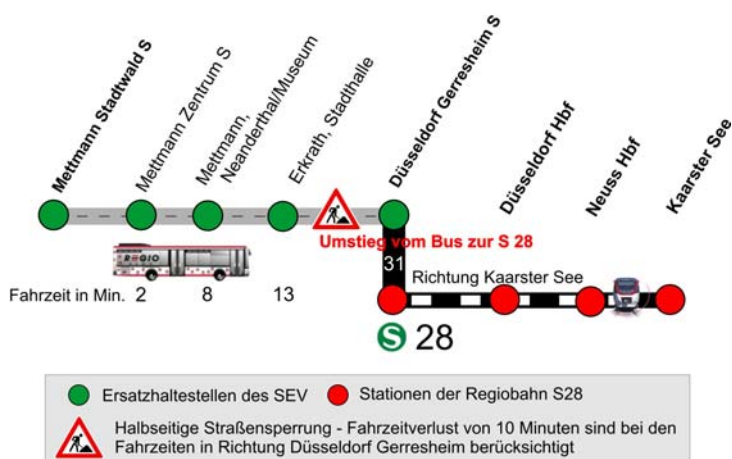 Mettmann Stadtwald S
Mettmann Zentrum S
Mettmann,
Neanderthal/Museum
Erkrath, Stadthalle
Düsseldorf Gerresheim S
Düsseldorf Hbf
Neuss Hbf
Kaarster See
Umstieg vom Bus zur S 28
REGIO
31
Richtung Kaarster See
Fahrzeit in Min. 2 8 13
S 28
Ersatzhaltestellen des SEV
Stationen der Regiobahn S28
Halbseitige Straßensperrung - Fahrzeitverlust von 10 Minuten sind bei den
Fahrzeiten in Richtung Düsseldorf Gerresheim berücksichtigt